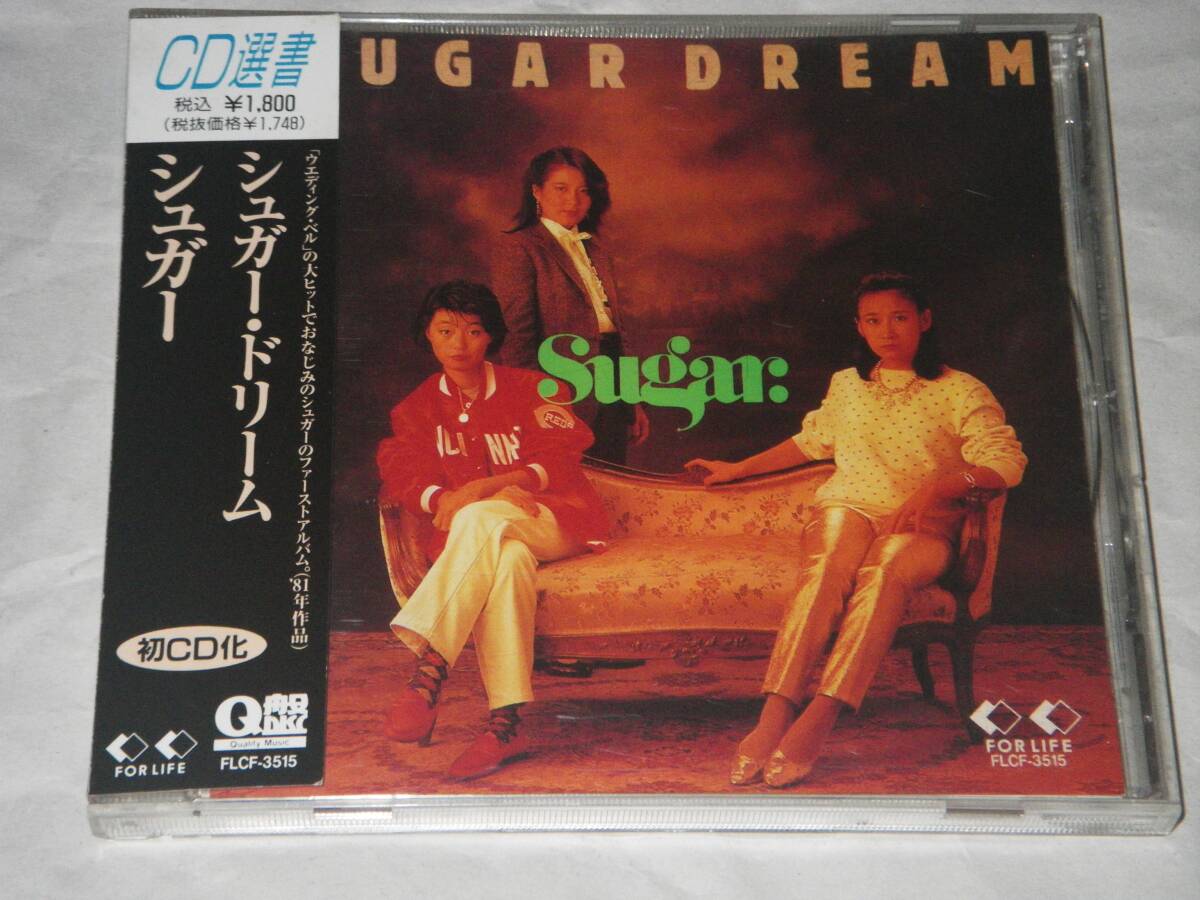 CD選書
税込 ¥1,800
(税抜価格¥1,748)
「ウエディング・ベル」の大ヒットでおなじみのシュガーのファーストアルバム。('81年作品)
シュガー・ドリーム
シュガー
初CD化
Q盤
Quality Music
FOR LIFE
FLCF-3515
UGAR DREAM
Sugar:
REDS
FOR LIFE
FLCF-3515